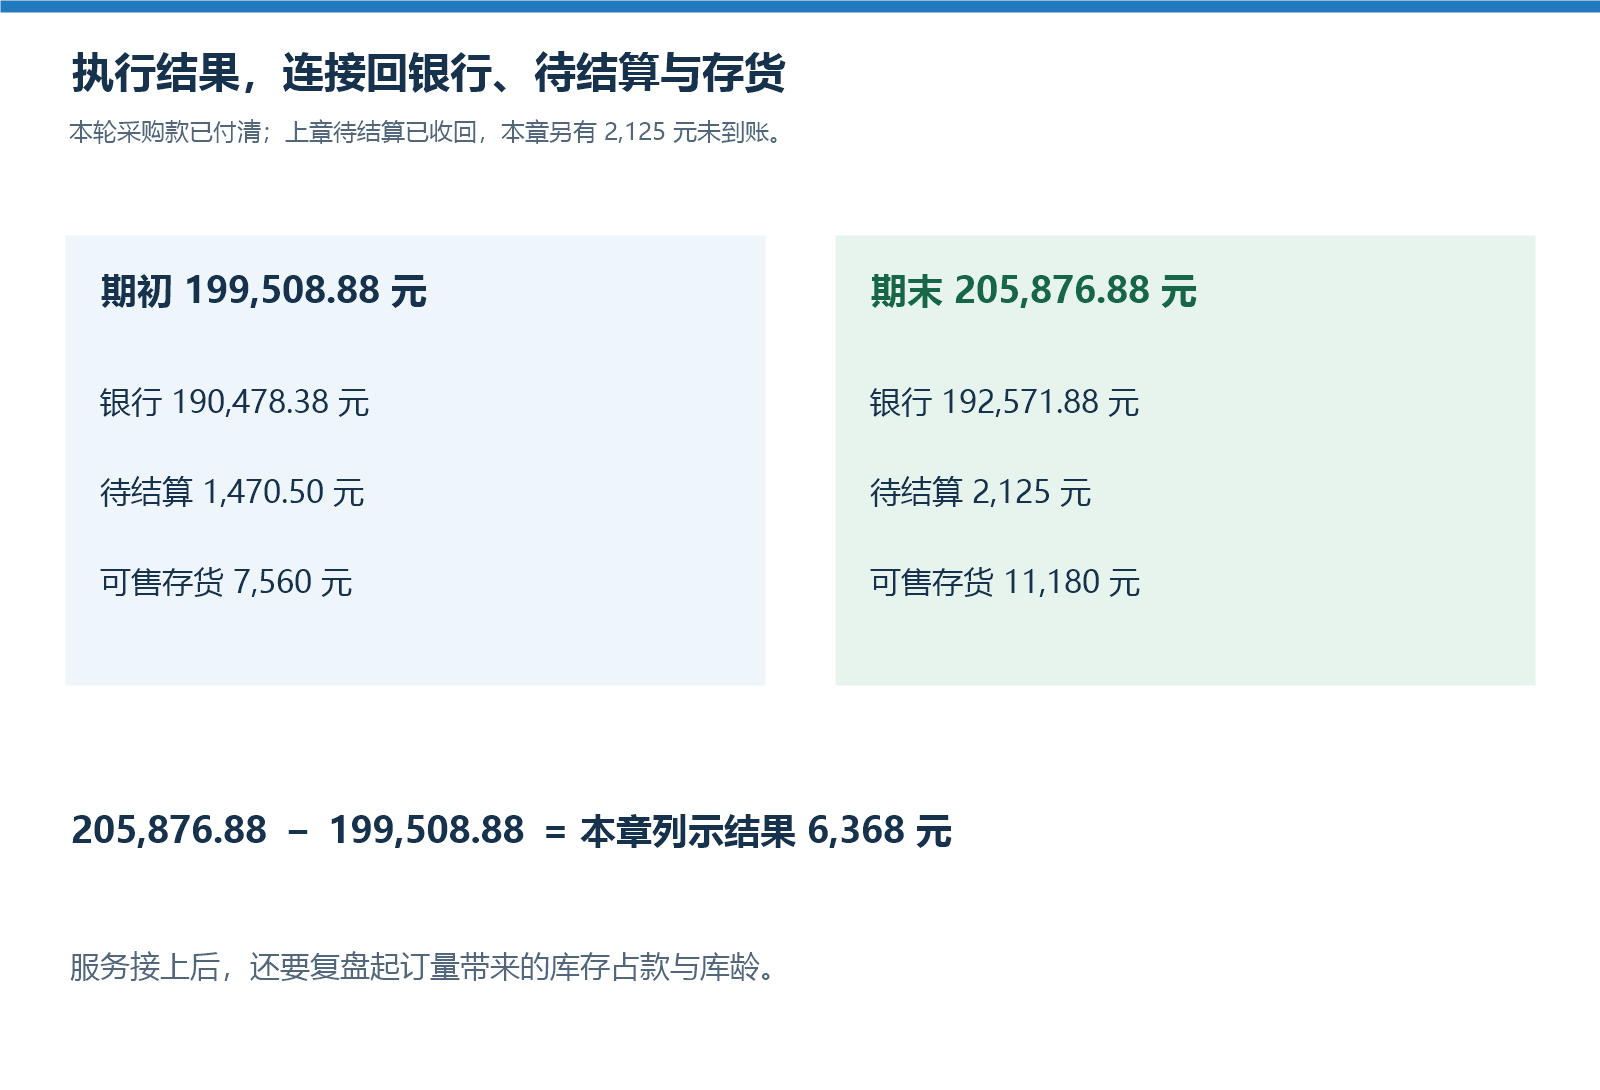 执行结果，连接回银行、待结算与存货
本轮采购款已付清；上章待结算已收回，本章另有 2,125 元未到账。
期初 199,508.88 元
银行 190,478.38 元
待结算 1,470.50 元
可售存货 7,560 元
期末 205,876.88 元
银行 192,571.88 元
待结算 2,125 元
可售存货 11,180 元
205,876.88 – 199,508.88 = 本章列示结果 6,368 元
服务接上后，还要复盘起订量带来的库存占款与库龄。